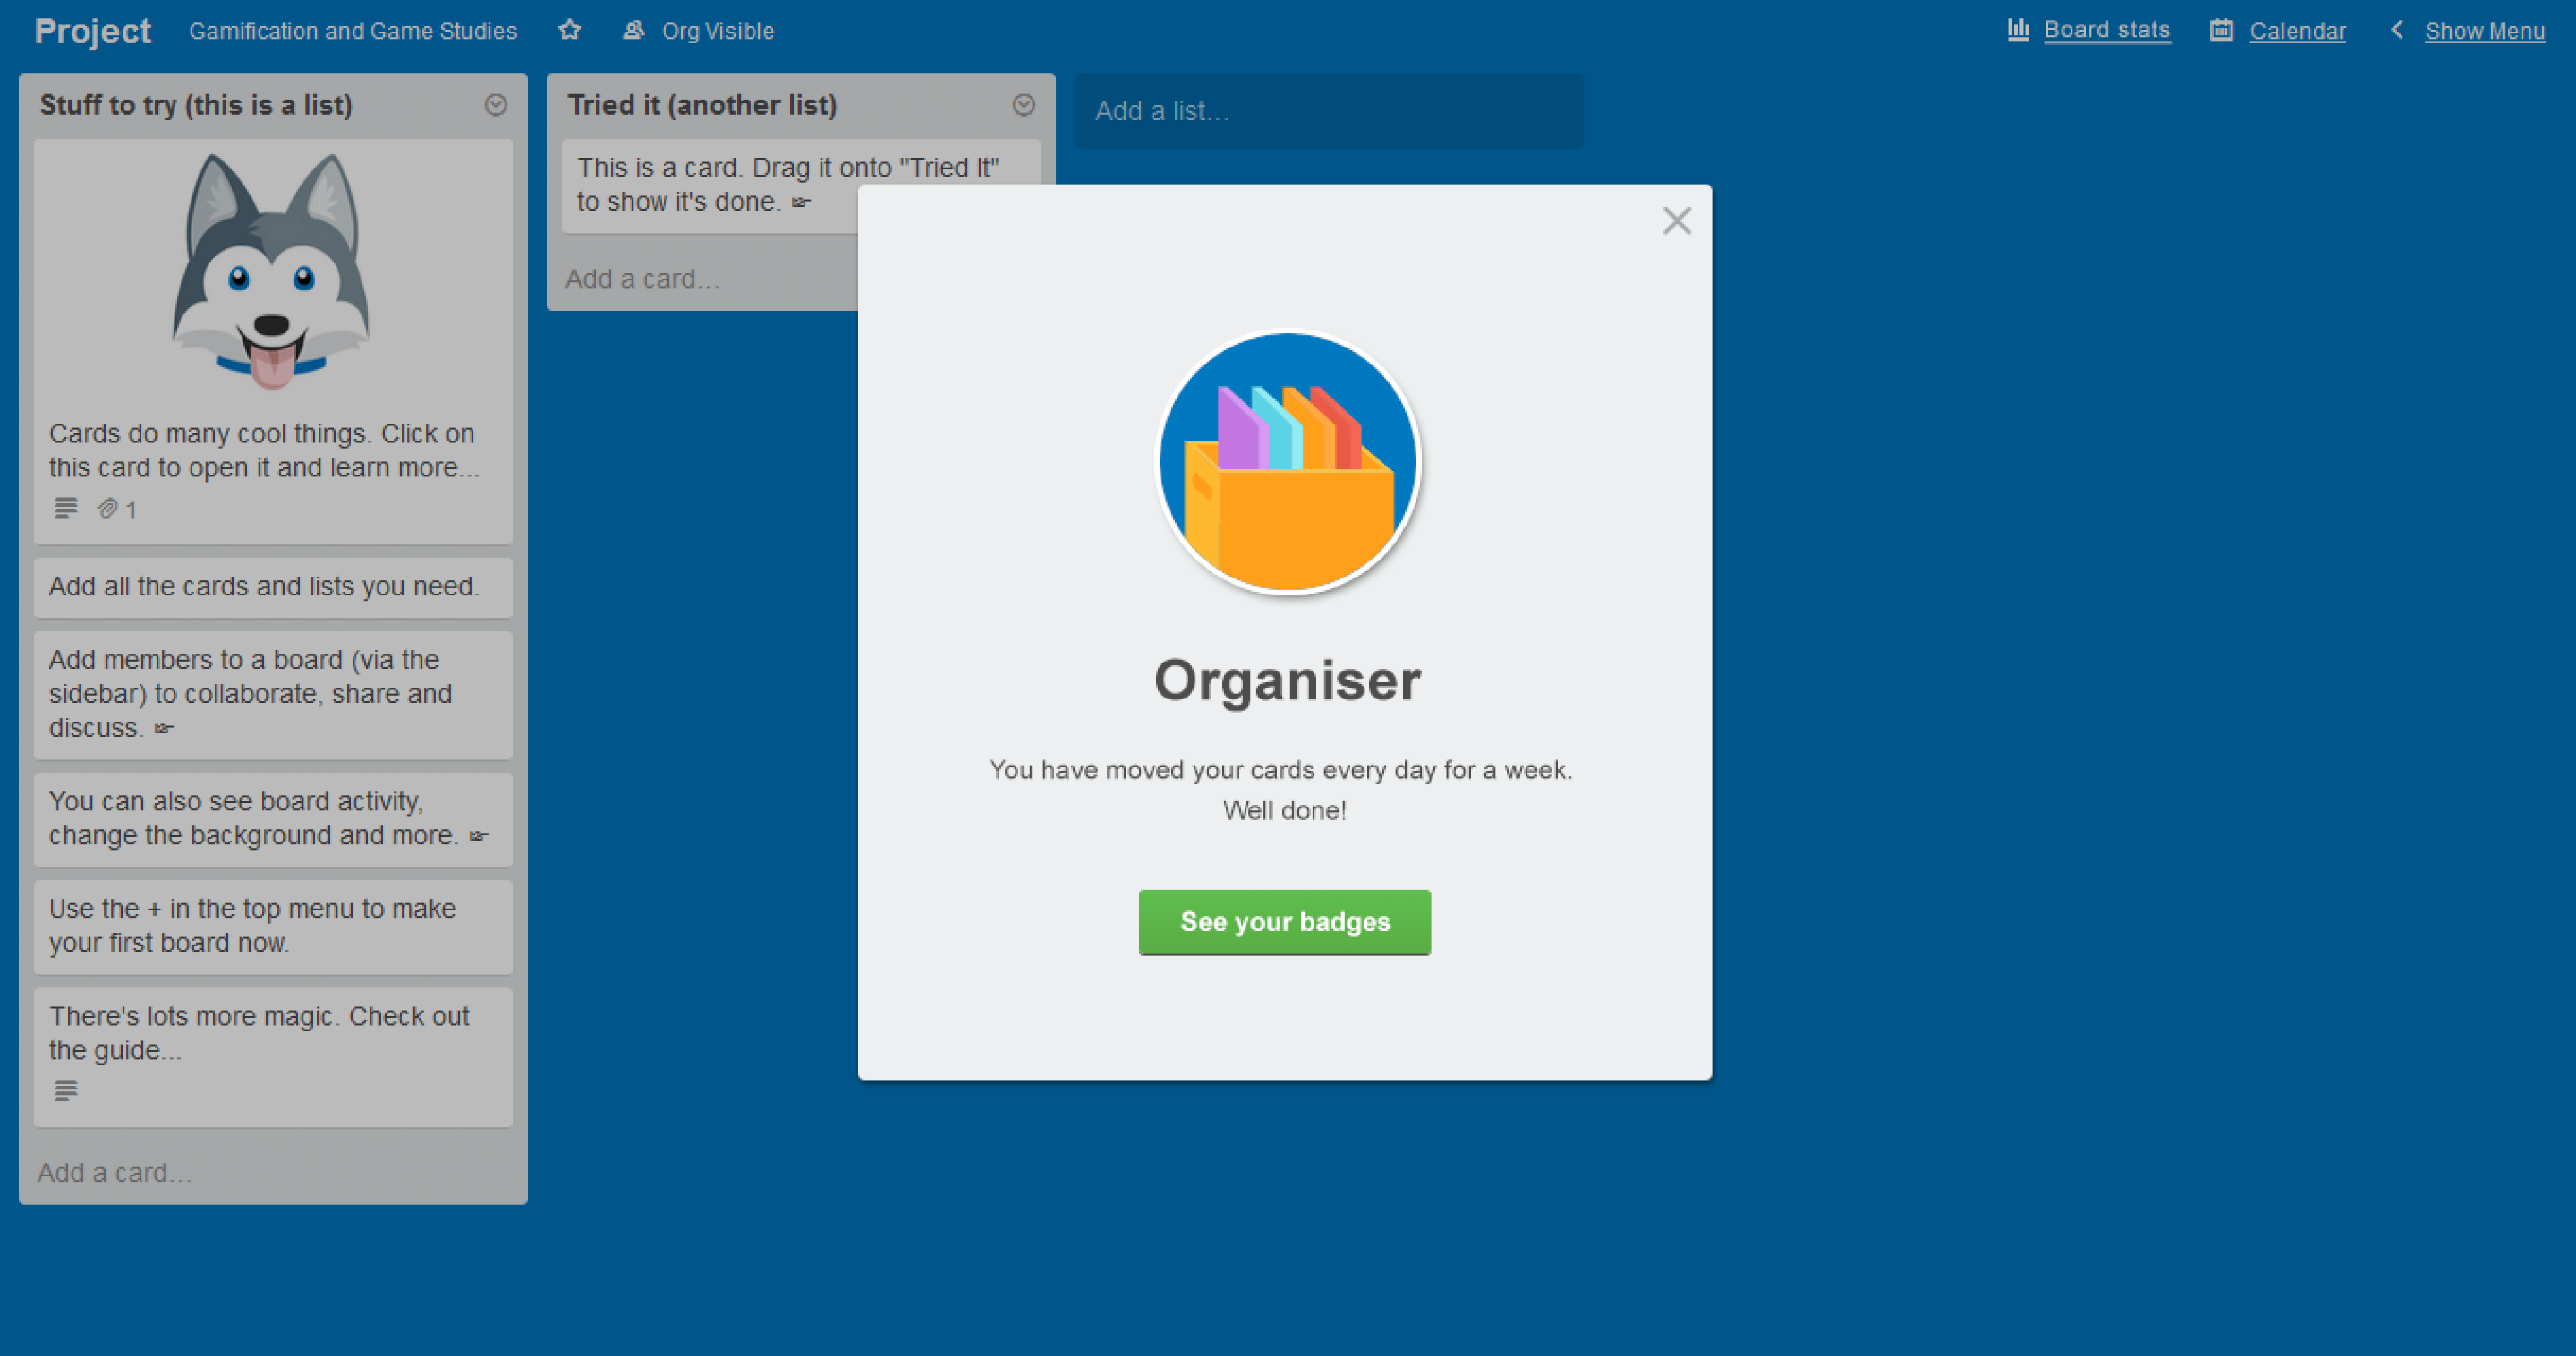 Project Gamification and Game Studies Org Visible Board stats Calendar Show Menu
Stuff to try (this is a list)
Cards do many cool things. Click on
this card to open it and learn more...
1
Add all the cards and lists you need.
Add members to a board (via the
sidebar) to collaborate, share and
discuss. ☞
You can also see board activity,
change the background and more. ☞
Use the + in the top menu to make
your first board now.
There's lots more magic. Check out
the guide...
Add a card...
Tried it (another list)
This is a card. Drag it onto "Tried It"
to show it's done. ☞
Add a card...
Add a list...
Organiser
You have moved your cards every day for a week.
Well done!
See your badges